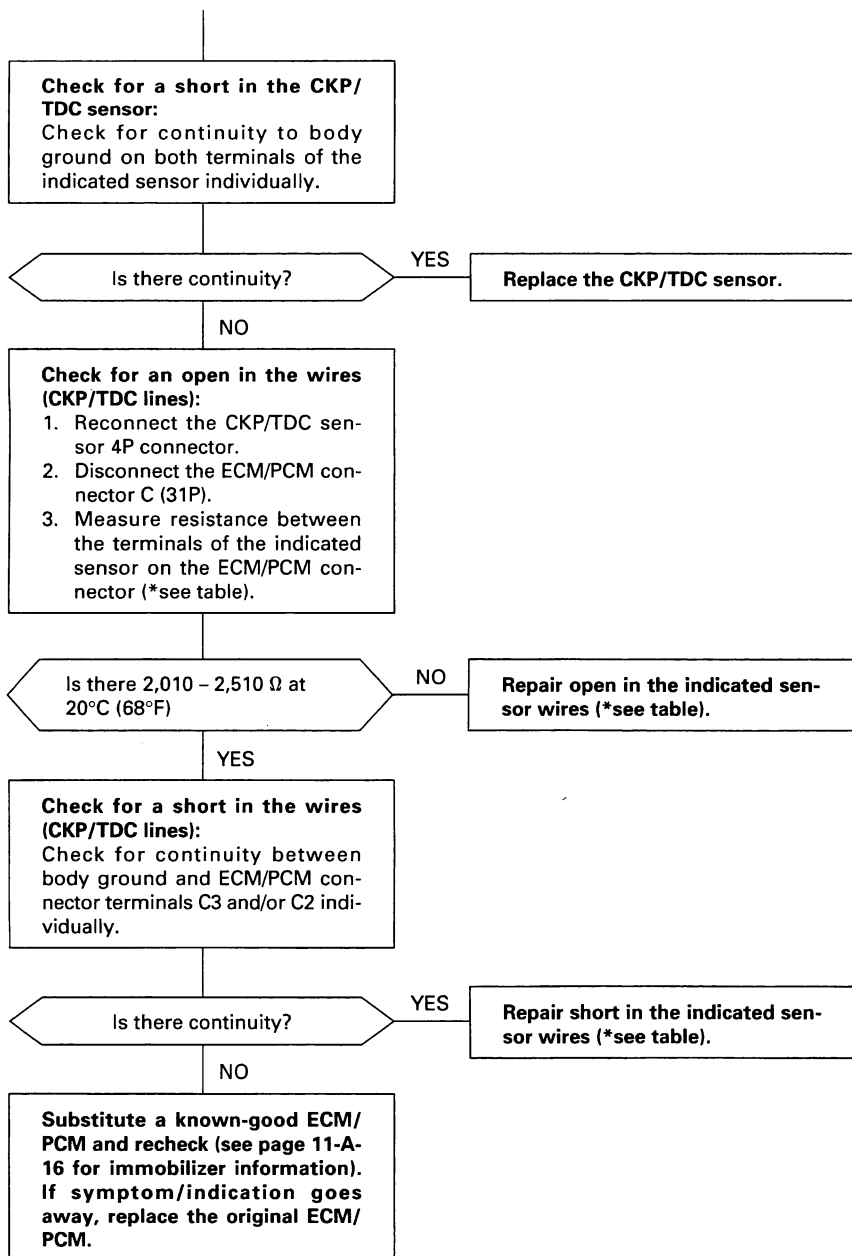 Check for a short in the CKP/
TDC sensor:
Check for continuity to body
ground on both terminals of the
indicated sensor individually.
Is there continuity?
YES
Replace the CKP/TDC sensor.
NO
Check for an open in the wires
(CKP/TDC lines):
1. Reconnect the CKP/TDC sen-
sor 4P connector.
2. Disconnect the ECM/PCM con-
nector C (31P).
3. Measure resistance between
the terminals of the indicated
sensor on the ECM/PCM con-
nector (*see table).
Is there 2,010 – 2,510 Ω at
20°C (68°F)
NO
Repair open in the indicated sen-
sor wires (*see table).
YES
Check for a short in the wires
(CKP/TDC lines):
Check for continuity between
body ground and ECM/PCM con-
nector terminals C3 and/or C2 indi-
vidually.
Is there continuity?
YES
Repair short in the indicated sen-
sor wires (*see table).
NO
Substitute a known-good ECM/
PCM and recheck (see page 11-A-
16 for immobilizer information).
If symptom/indication goes
away, replace the original ECM/
PCM.